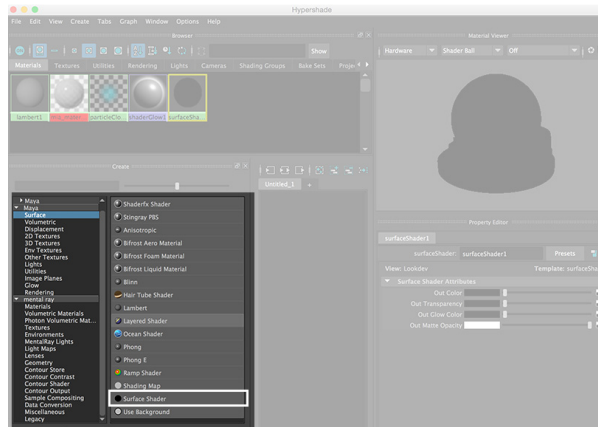 Hypershade
File Edit View Create Tabs Graph Window Options Help
Browser
Show
Materials Textures Utilities Rendering Lights Cameras Shading Groups Bake Sets Projec
lambert1 particleClo... shaderGlow1 surfaceSha...
Material Viewer
Hardware Shader Ball Off
Create
Maya
Maya
Surface
Volumetric
Displacement
2D Textures
3D Textures
Env Textures
Other Textures
Lights
Utilities
Image Planes
Glow
Rendering
mental ray
Materials
Volumetric Materials
Photon Volumetric Mat...
Textures
Environments
MentalRay Lights
Light Maps
Lenses
Geometry
Contour Store
Contour Contrast
Contour Shader
Contour Output
Sample Compositing
Data Conversion
Miscellaneous
Legacy
Shaderfx Shader
Stingray PBS
Anisotropic
Bifrost Aero Material
Bifrost Foam Material
Bifrost Liquid Material
Blinn
Hair Tube Shader
Lambert
Layered Shader
Ocean Shader
Phong
Phong E
Ramp Shader
Shading Map
Surface Shader
Use Background
Untitled_1 +
Property Editor
surfaceShader1
surfaceShader: surfaceShader1 Presets
View: Lookdev Template: surfaceSha
Surface Shader Attributes
Out Color
Out Transparency
Out Glow Color
Out Matte Opacity